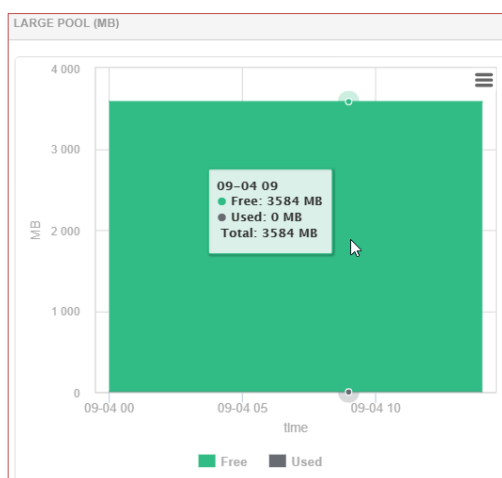 LARGE POOL (MB)
4 000
3 000
2 000
1 000
0
MB
09-04 09
Free: 3584 MB
Used: 0 MB
Total: 3584 MB
09-04 00
09-04 05
09-04 10
time
Free
Used